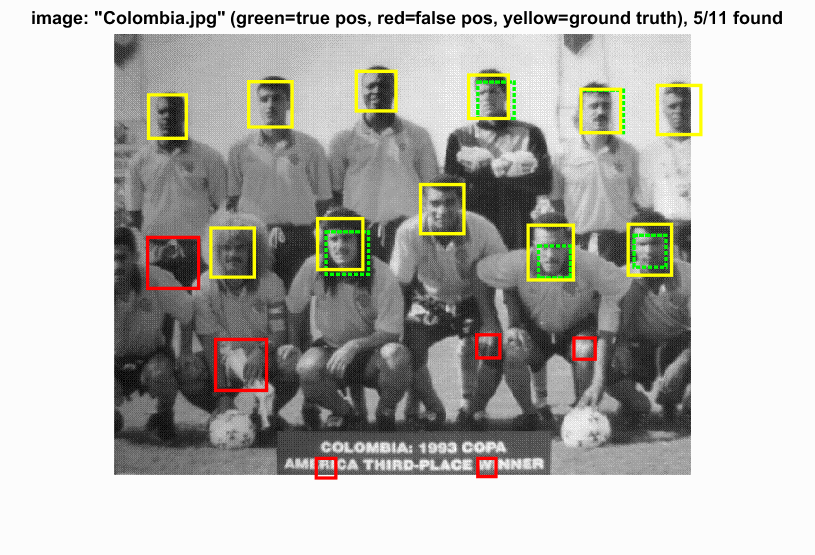 image: "Colombia.jpg" (green=true pos, red=false pos, yellow=ground truth), 5/11 found
COLOMBIA: 1993 COPA
AMERICA THIRD-PLACE WINNER